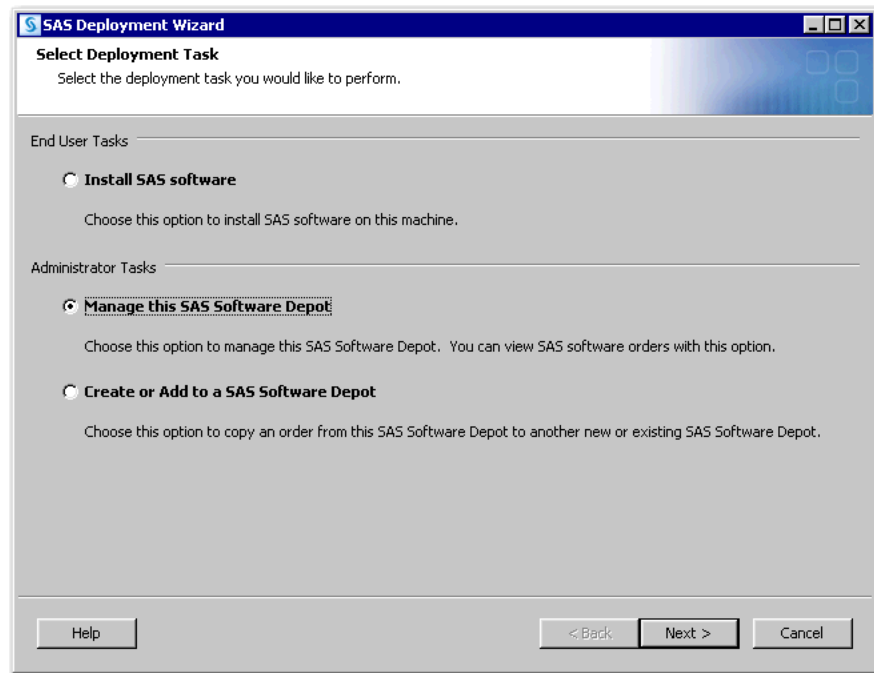 SAS Deployment Wizard
Select Deployment Task
Select the deployment task you would like to perform.
End User Tasks
Install SAS software
Choose this option to install SAS software on this machine.
Administrator Tasks
Manage this SAS Software Depot
Choose this option to manage this SAS Software Depot. You can view SAS software orders with this option.
Create or Add to a SAS Software Depot
Choose this option to copy an order from this SAS Software Depot to another new or existing SAS Software Depot.
Help
< Back
Next >
Cancel